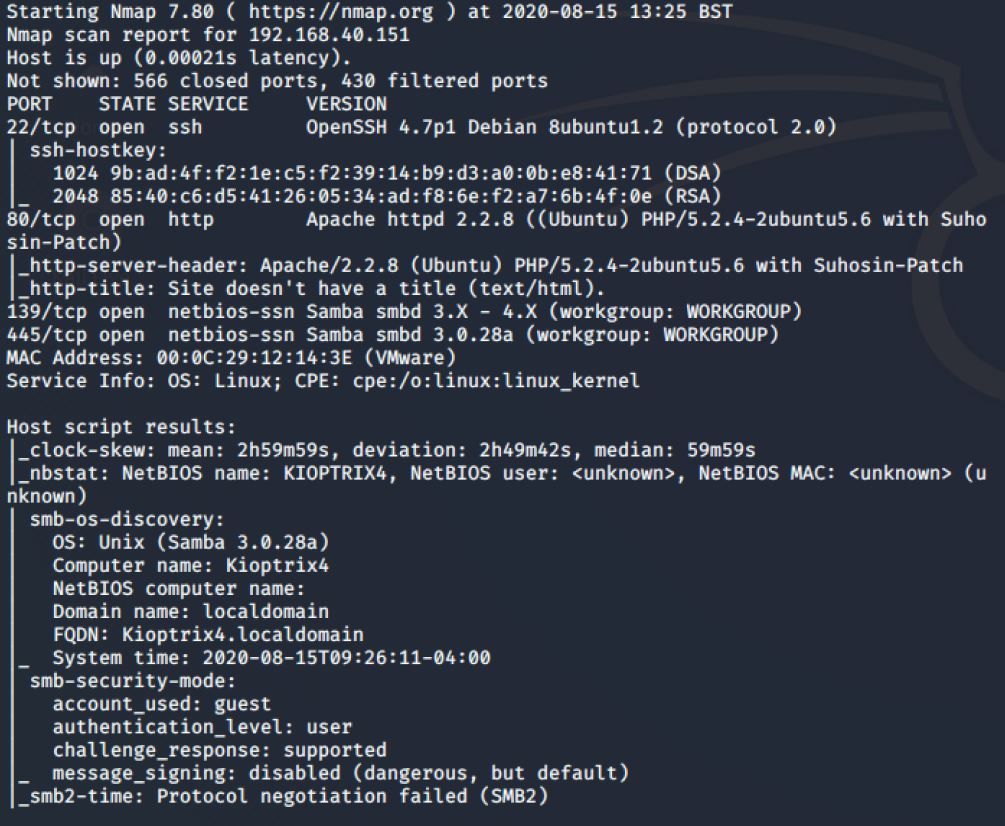 Starting Nmap 7.80 ( https://nmap.org ) at 2020-08-15 13:25 BST
Nmap scan report for 192.168.40.151
Host is up (0.00021s latency).
Not shown: 566 closed ports, 430 filtered ports
PORT    STATE SERVICE     VERSION
22/tcp  open  ssh         OpenSSH 4.7p1 Debian 8ubuntu1.2 (protocol 2.0)
| ssh-hostkey:
|   1024 9b:ad:4f:f2:1e:c5:f2:39:14:b9:d3:a0:0b:e8:41:71 (DSA)
|_  2048 85:40:c6:d5:41:26:05:34:ad:f8:6e:f2:a7:6b:4f:0e (RSA)
80/tcp  open  http        Apache httpd 2.2.8 ((Ubuntu) PHP/5.2.4-2ubuntu5.6 with Suho
sin-Patch)
|_http-server-header: Apache/2.2.8 (Ubuntu) PHP/5.2.4-2ubuntu5.6 with Suhosin-Patch
|_http-title: Site doesn't have a title (text/html).
139/tcp open  netbios-ssn Samba smbd 3.X - 4.X (workgroup: WORKGROUP)
445/tcp open  netbios-ssn Samba smbd 3.0.28a (workgroup: WORKGROUP)
MAC Address: 00:0C:29:12:14:3E (VMware)
Service Info: OS: Linux; CPE: cpe:/o:linux:linux_kernel

Host script results:
|_clock-skew: mean: 2h59m59s, deviation: 2h49m42s, median: 59m59s
|_nbstat: NetBIOS name: KIOPTRIX4, NetBIOS user: <unknown>, NetBIOS MAC: <unknown> (u
nknown)
| smb-os-discovery:
|   OS: Unix (Samba 3.0.28a)
|   Computer name: Kioptrix4
|   NetBIOS computer name:
|   Domain name: localdomain
|   FQDN: Kioptrix4.localdomain
|_  System time: 2020-08-15T09:26:11-04:00
| smb-security-mode:
|   account_used: guest
|   authentication_level: user
|   challenge_response: supported
|_  message_signing: disabled (dangerous, but default)
|_smb2-time: Protocol negotiation failed (SMB2)